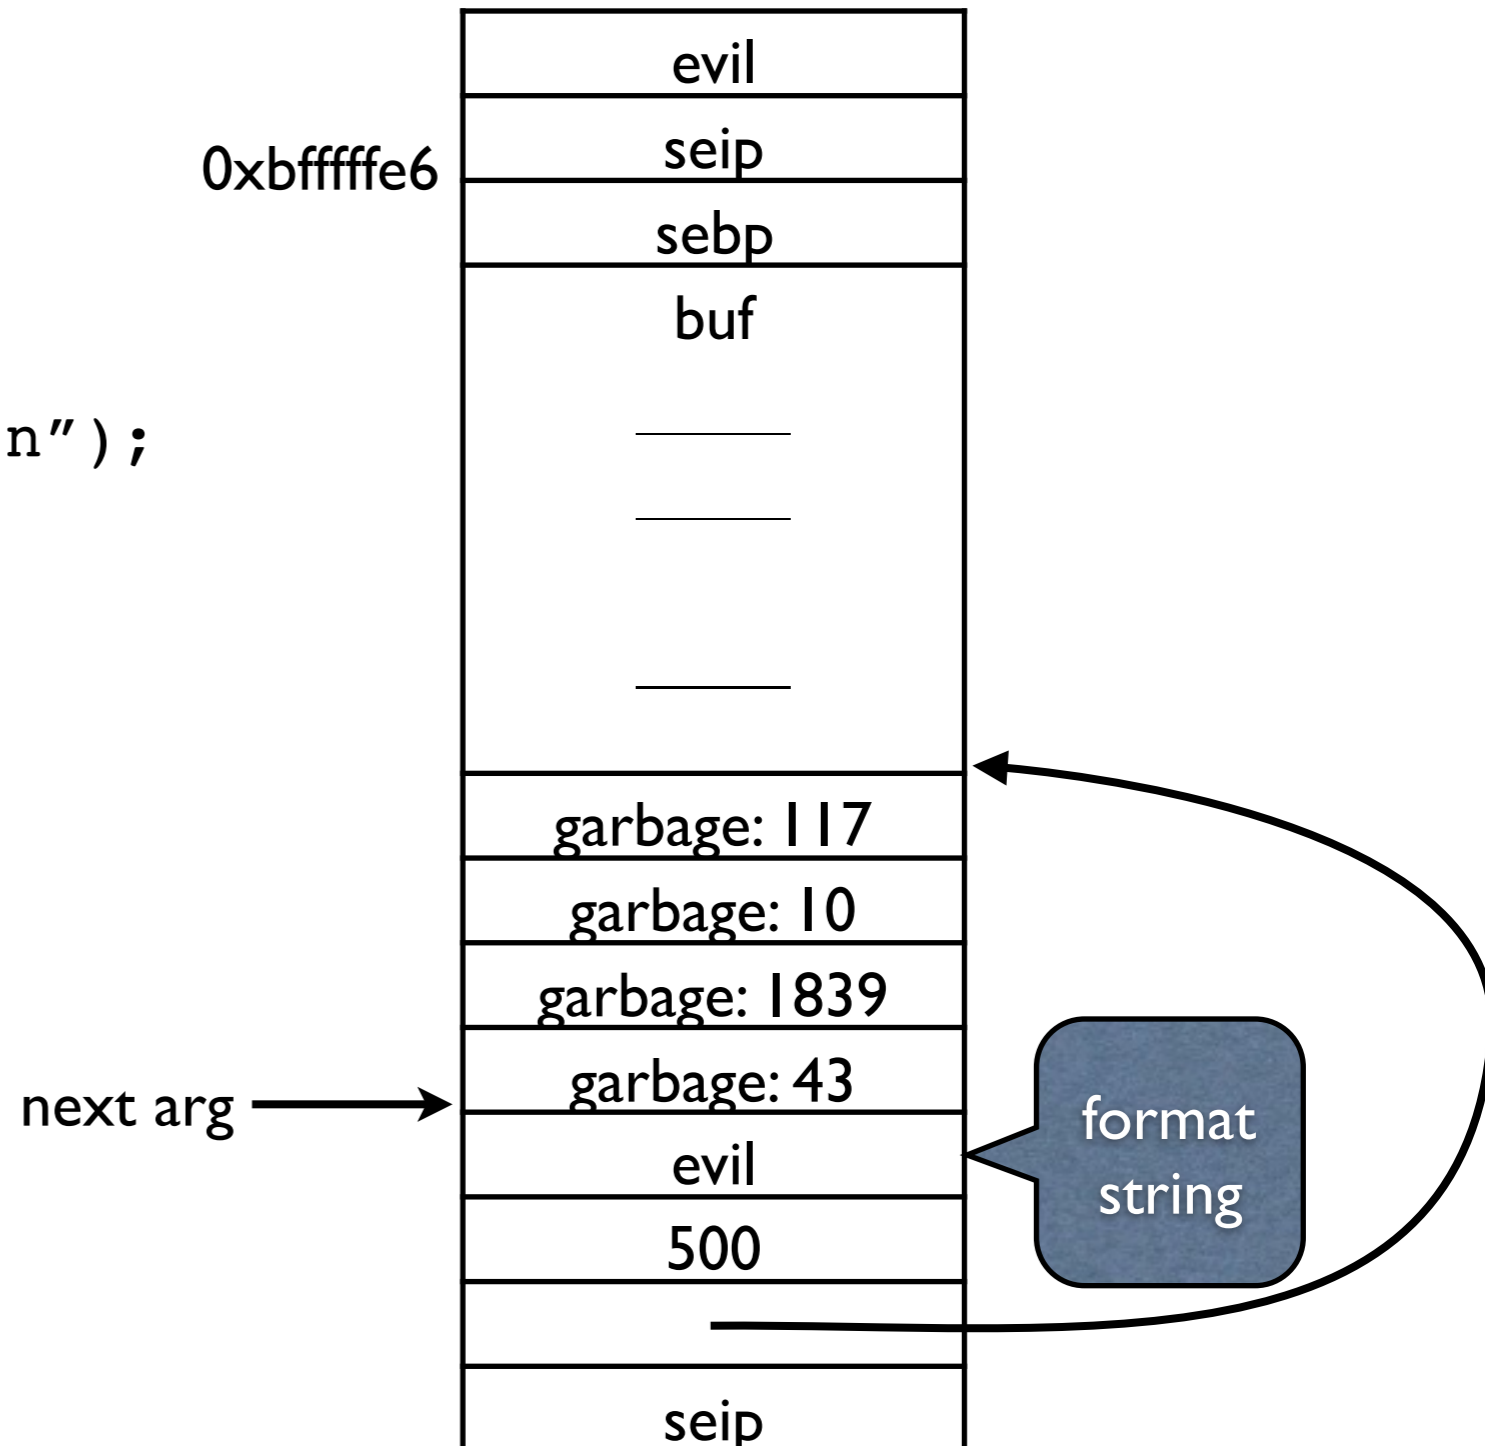 evil
seip
0xbfffffe6
sebp
buf
n″);
garbage: 117
garbage: 10
garbage: 1839
garbage: 43
next arg
format
string
evil
500
seip